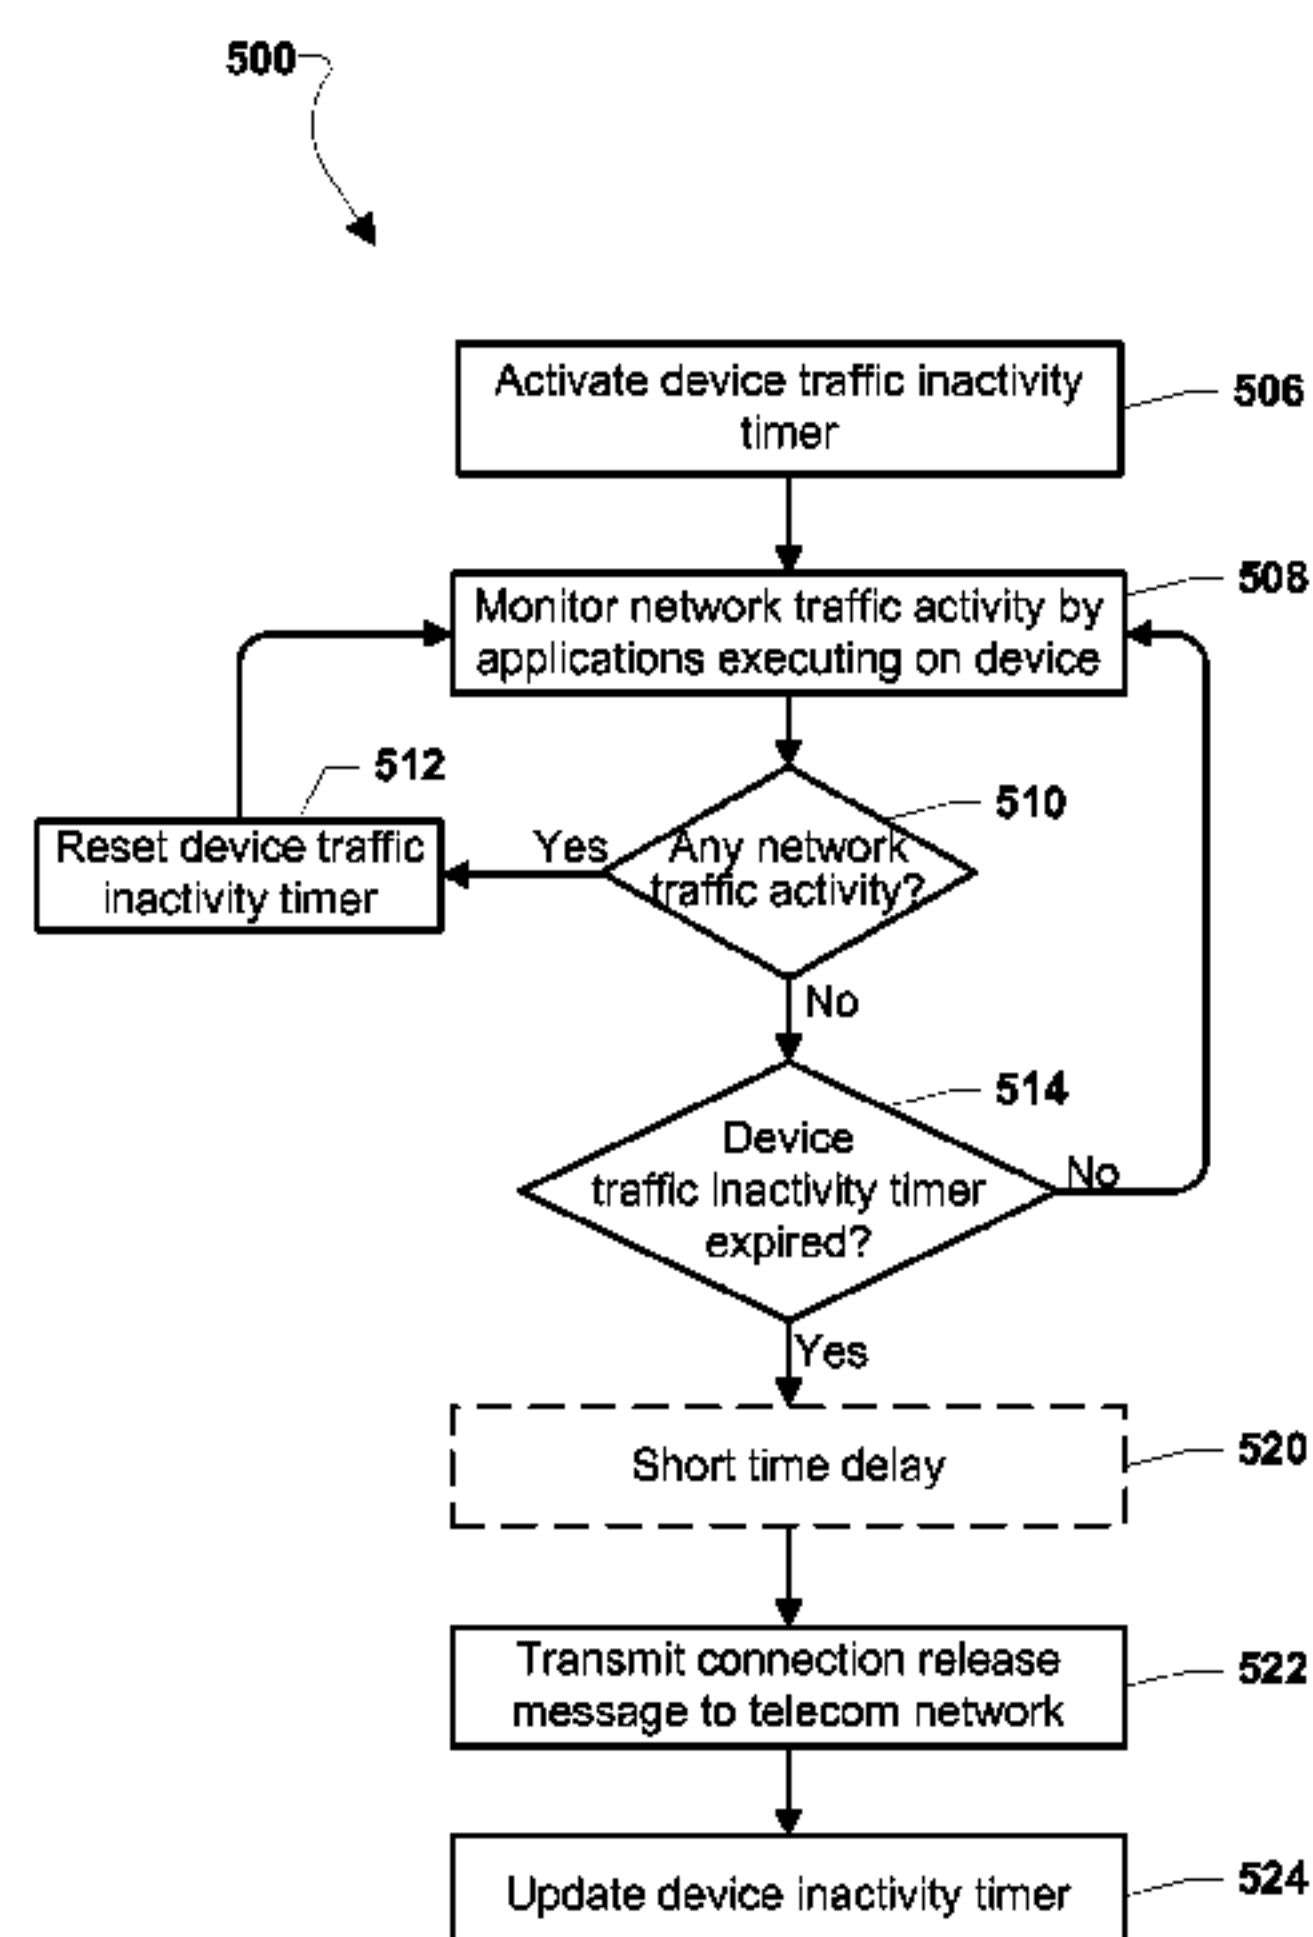 500
Activate device traffic inactivity
timer
506
Monitor network traffic activity by
applications executing on device
508
512
Reset device traffic
inactivity timer
Yes
510
Any network
traffic activity?
No
514
Device
traffic inactivity timer
expired?
No
Yes
Short time delay
520
Transmit connection release
message to telecom network
522
Update device inactivity timer
524